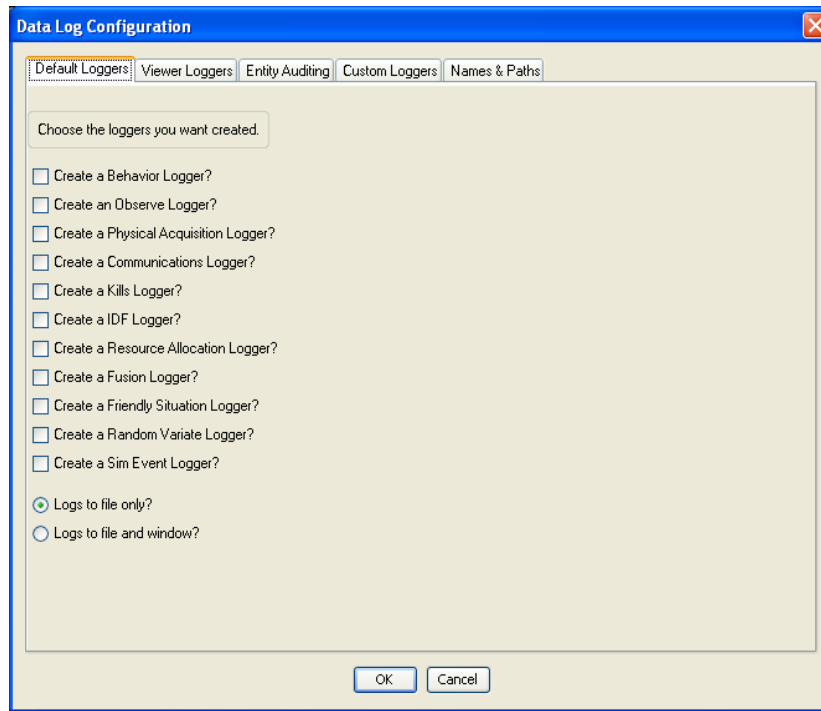 Data Log Configuration
Default Loggers Viewer Loggers Entity Auditing Custom Loggers Names & Paths
Choose the loggers you want created.
Create a Behavior Logger?
Create an Observe Logger?
Create a Physical Acquisition Logger?
Create a Communications Logger?
Create a Kills Logger?
Create a IDF Logger?
Create a Resource Allocation Logger?
Create a Fusion Logger?
Create a Friendly Situation Logger?
Create a Random Variate Logger?
Create a Sim Event Logger?
Logs to file only?
Logs to file and window?
OK Cancel